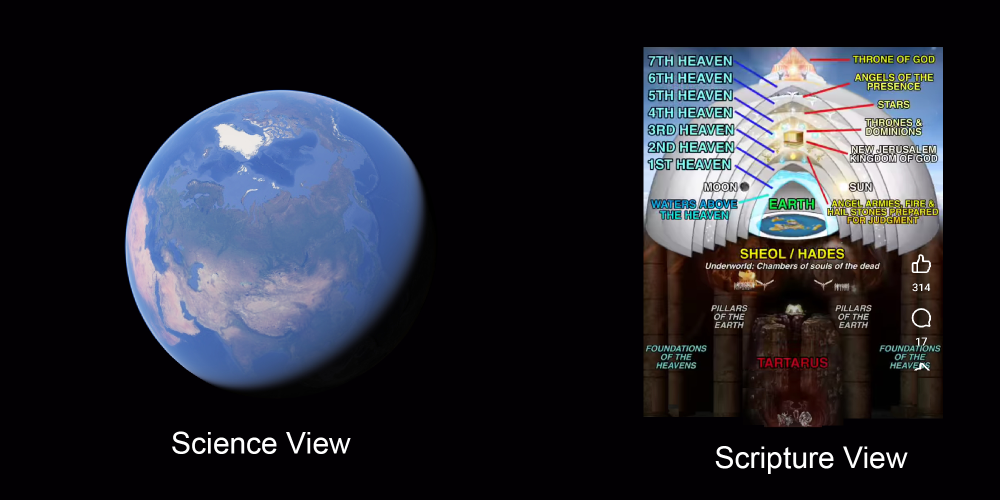 7TH HEAVEN
6TH HEAVEN
5TH HEAVEN
4TH HEAVEN
3RD HEAVEN
2ND HEAVEN
1ST HEAVEN
THRONE OF GOD
ANGELS OF THE
PRESENCE
STARS
THRONES &
DOMINIONS
NEW JERUSALEM
KINGDOM OF GOD
MOON
SUN
WATERS ABOVE
THE HEAVEN
EARTH
ANGEL ARMIES, FIRE &
HAIL STONES PREPARED
FOR JUDGMENT
SHEOL / HADES
Underworld: Chambers of souls of the dead
314
PILLARS
OF THE
EARTH
PILLARS
OF THE
EARTH
17
FOUNDATIONS
OF THE
HEAVENS
TARTARUS
FOUNDATIONS
OF THE
HEAVENS
Science View
Scripture View